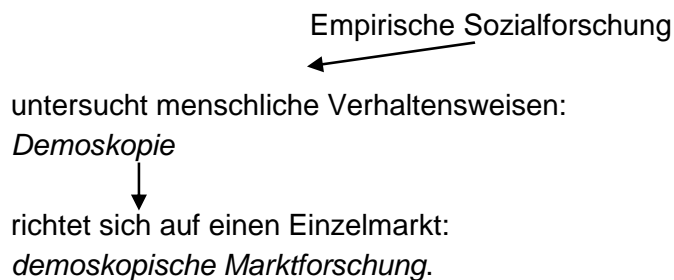 Empirische Sozialforschung
untersucht menschliche Verhaltensweisen:
Demoskopie
richtet sich auf einen Einzelmarkt:
demoskopische Marktforschung.